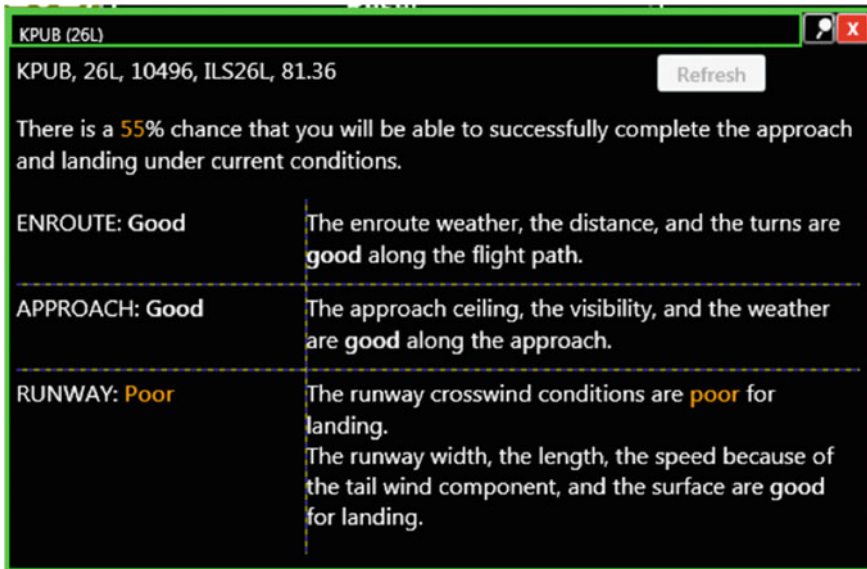 KPUB (26L)
KPUB, 26L, 10496, ILS26L, 81.36
Refresh
There is a 55% chance that you will be able to successfully complete the approach
and landing under current conditions.
ENROUTE: Good
The enroute weather, the distance, and the turns are
good along the flight path.
APPROACH: Good
The approach ceiling, the visibility, and the weather
are good along the approach.
RUNWAY: Poor
The runway crosswind conditions are poor for
landing.
The runway width, the length, the speed because of
the tail wind component, and the surface are good
for landing.